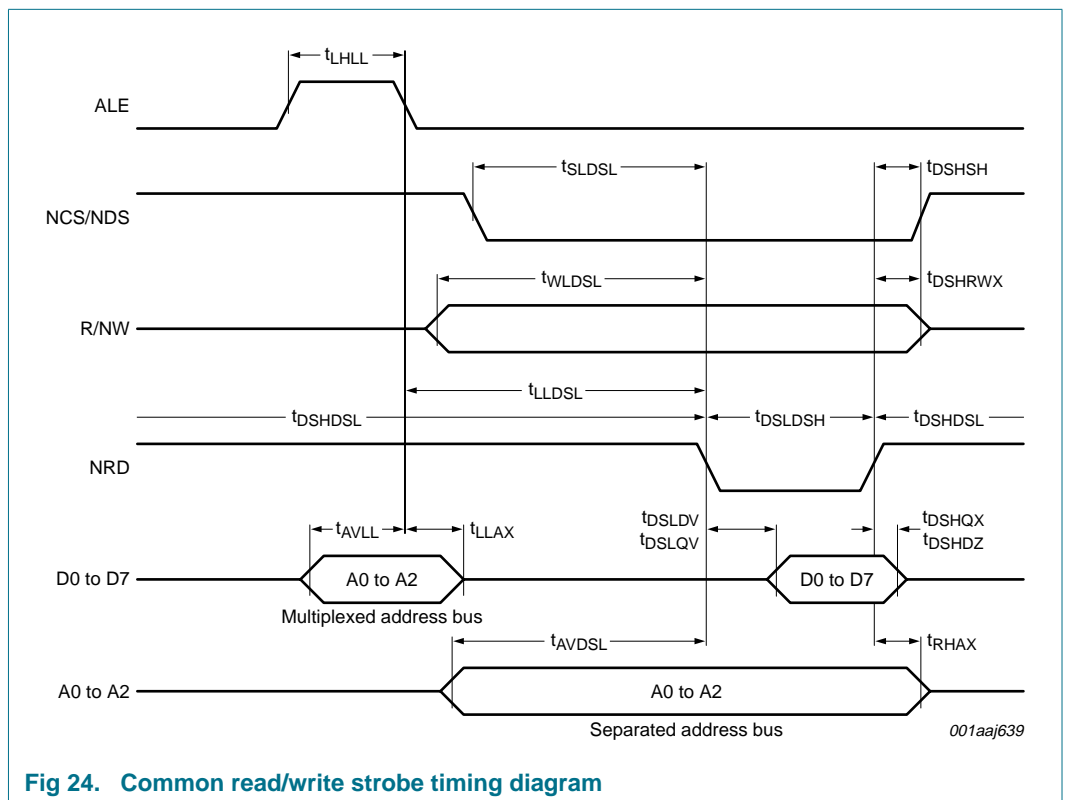 tLHLL
ALE
tSLDSL
tDSHSH
NCS/NDS
tWLDSL
tDSHRWX
R/NW
tLLDSL
tDSHDSL
tDSLDSH
tDSHDSL
NRD
tAVLL
tLLAX
tDSLDV
tDSLQV
tDSHQX
tDSHDZ
D0 to D7
A0 to A2
D0 to D7
Multiplexed address bus
tAVDSL
tRHAX
A0 to A2
A0 to A2
Separated address bus
001aaj639
Fig 24. Common read/write strobe timing diagram